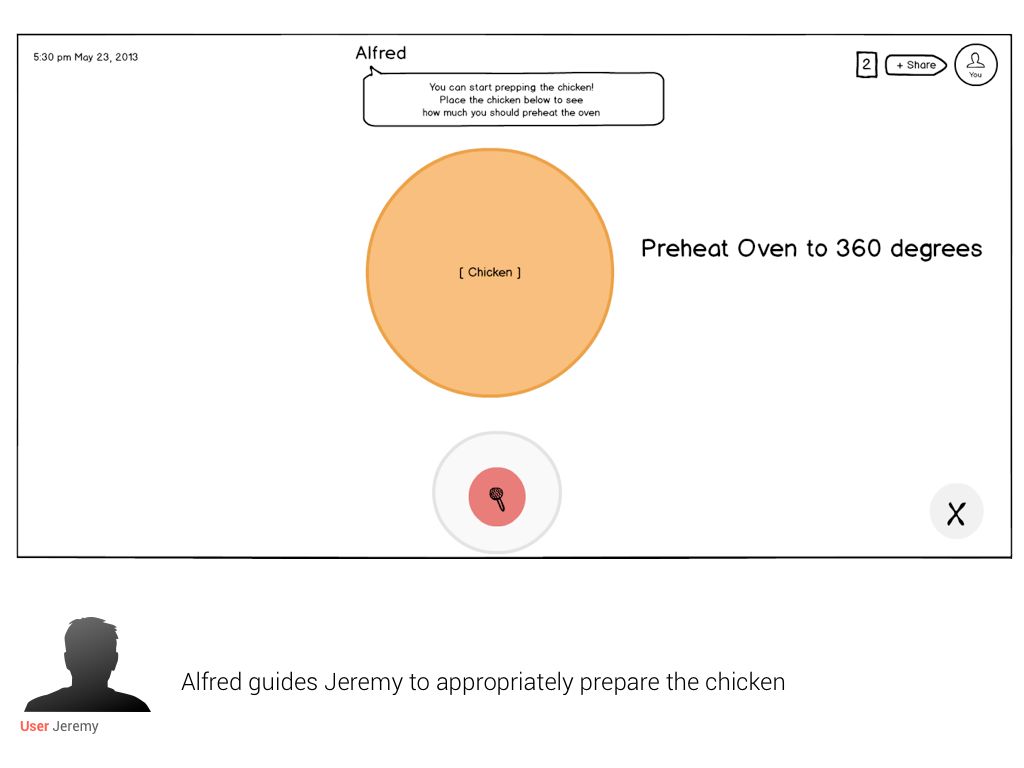 5:30 pm May 23, 2013
Alfred
2
+ Share
You
You can start prepping the chicken!
Place the chicken below to see
how much you should preheat the oven
[ Chicken ]
Preheat Oven to 360 degrees
X
Alfred guides Jeremy to appropriately prepare the chicken
User Jeremy